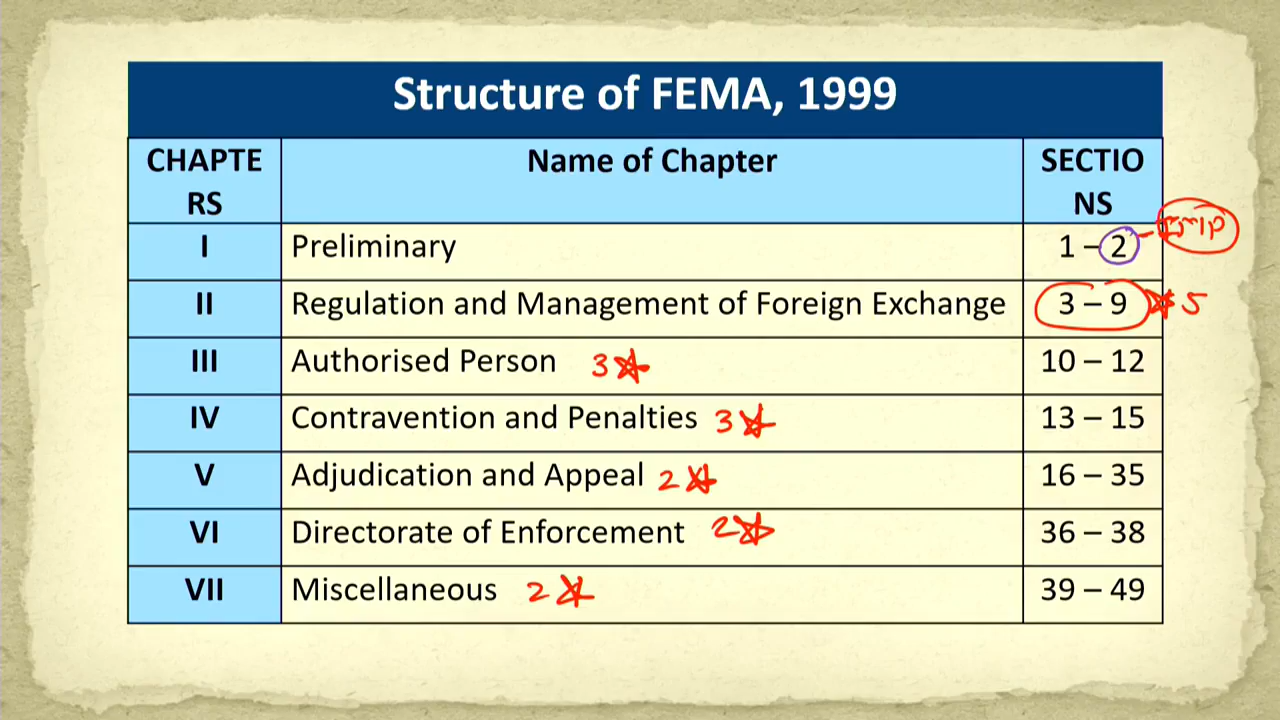 Structure of FEMA, 1999
CHAPTE
RS
Name of Chapter
SECTIO
NS
I Preliminary 1 – 2
II Regulation and Management of Foreign Exchange 3 – 9 5
III Authorised Person 3 10 – 12
IV Contravention and Penalties 3 13 – 15
V Adjudication and Appeal 2 16 – 35
VI Directorate of Enforcement 2 36 – 38
VII Miscellaneous 2 39 – 49